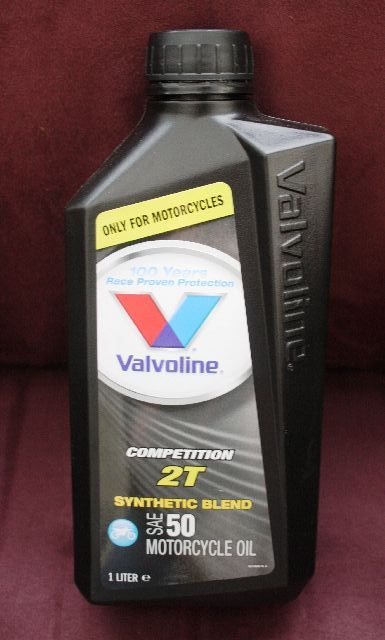 ONLY FOR MOTORCYCLES
100 Years
Race Proven Protection
Valvoline
Valvoline
COMPETITION
2T
SYNTHETIC BLEND
SAE 50
MOTORCYCLE OIL
1 LITER e